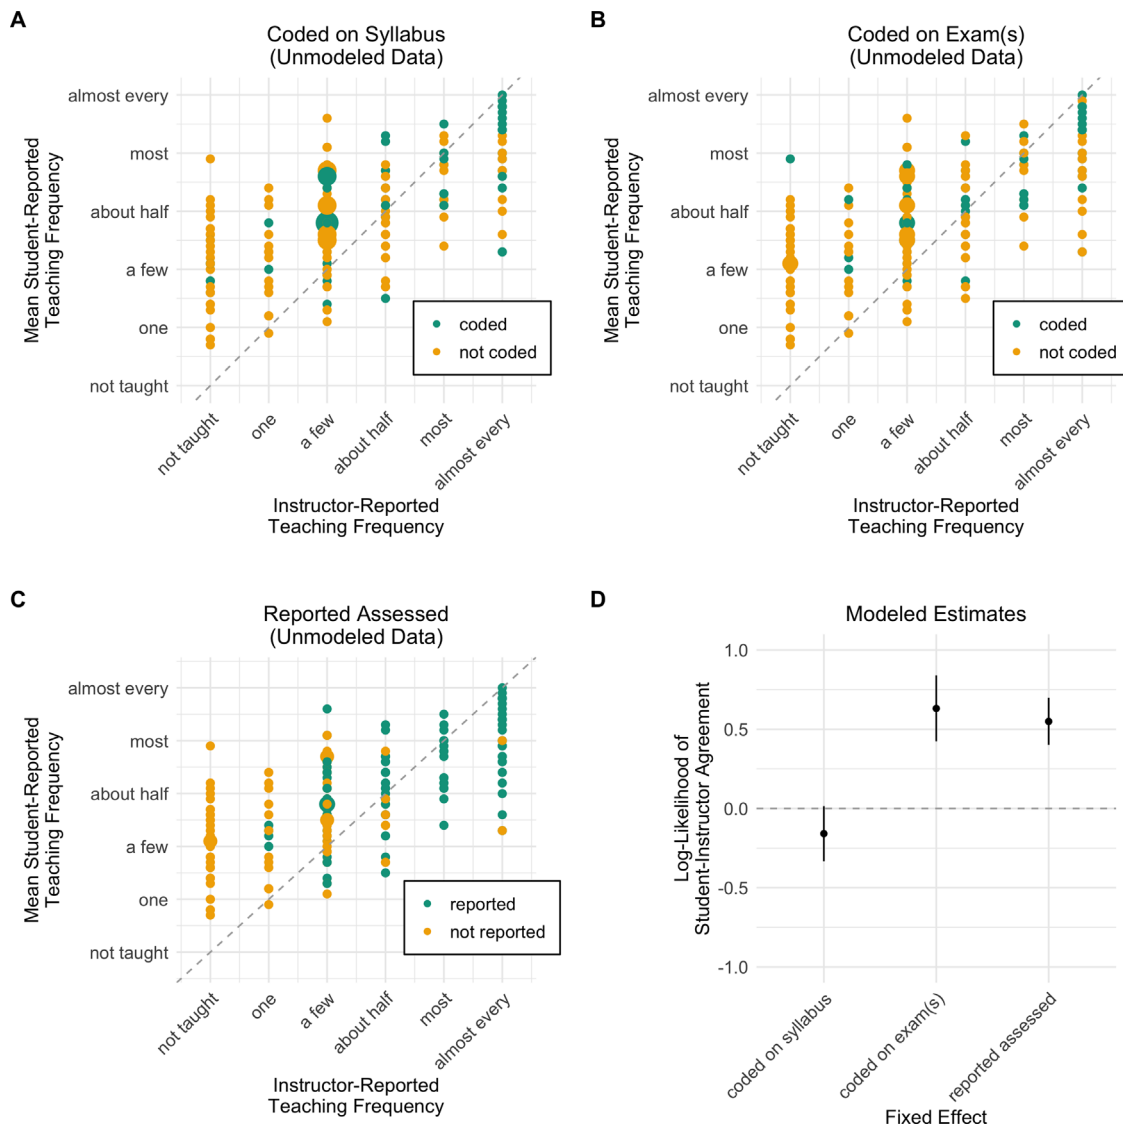 A
Coded on Syllabus
(Unmodeled Data)
Mean Student-Reported
Teaching Frequency
almost every
most
about half
a few
one
not taught
coded
not coded
not taught
one
a few
about half
most
almost every
Instructor-Reported
Teaching Frequency
B
Coded on Exam(s)
(Unmodeled Data)
Mean Student-Reported
Teaching Frequency
almost every
most
about half
a few
one
not taught
coded
not coded
not taught
one
a few
about half
most
almost every
Instructor-Reported
Teaching Frequency
C
Reported Assessed
(Unmodeled Data)
Mean Student-Reported
Teaching Frequency
almost every
most
about half
a few
one
not taught
reported
not reported
not taught
one
a few
about half
most
almost every
Instructor-Reported
Teaching Frequency
D
Modeled Estimates
Log-Likelihood of
Student-Instructor Agreement
1.0
0.5
0.0
-0.5
-1.0
coded on syllabus
coded on exam(s)
reported assessed
Fixed Effect